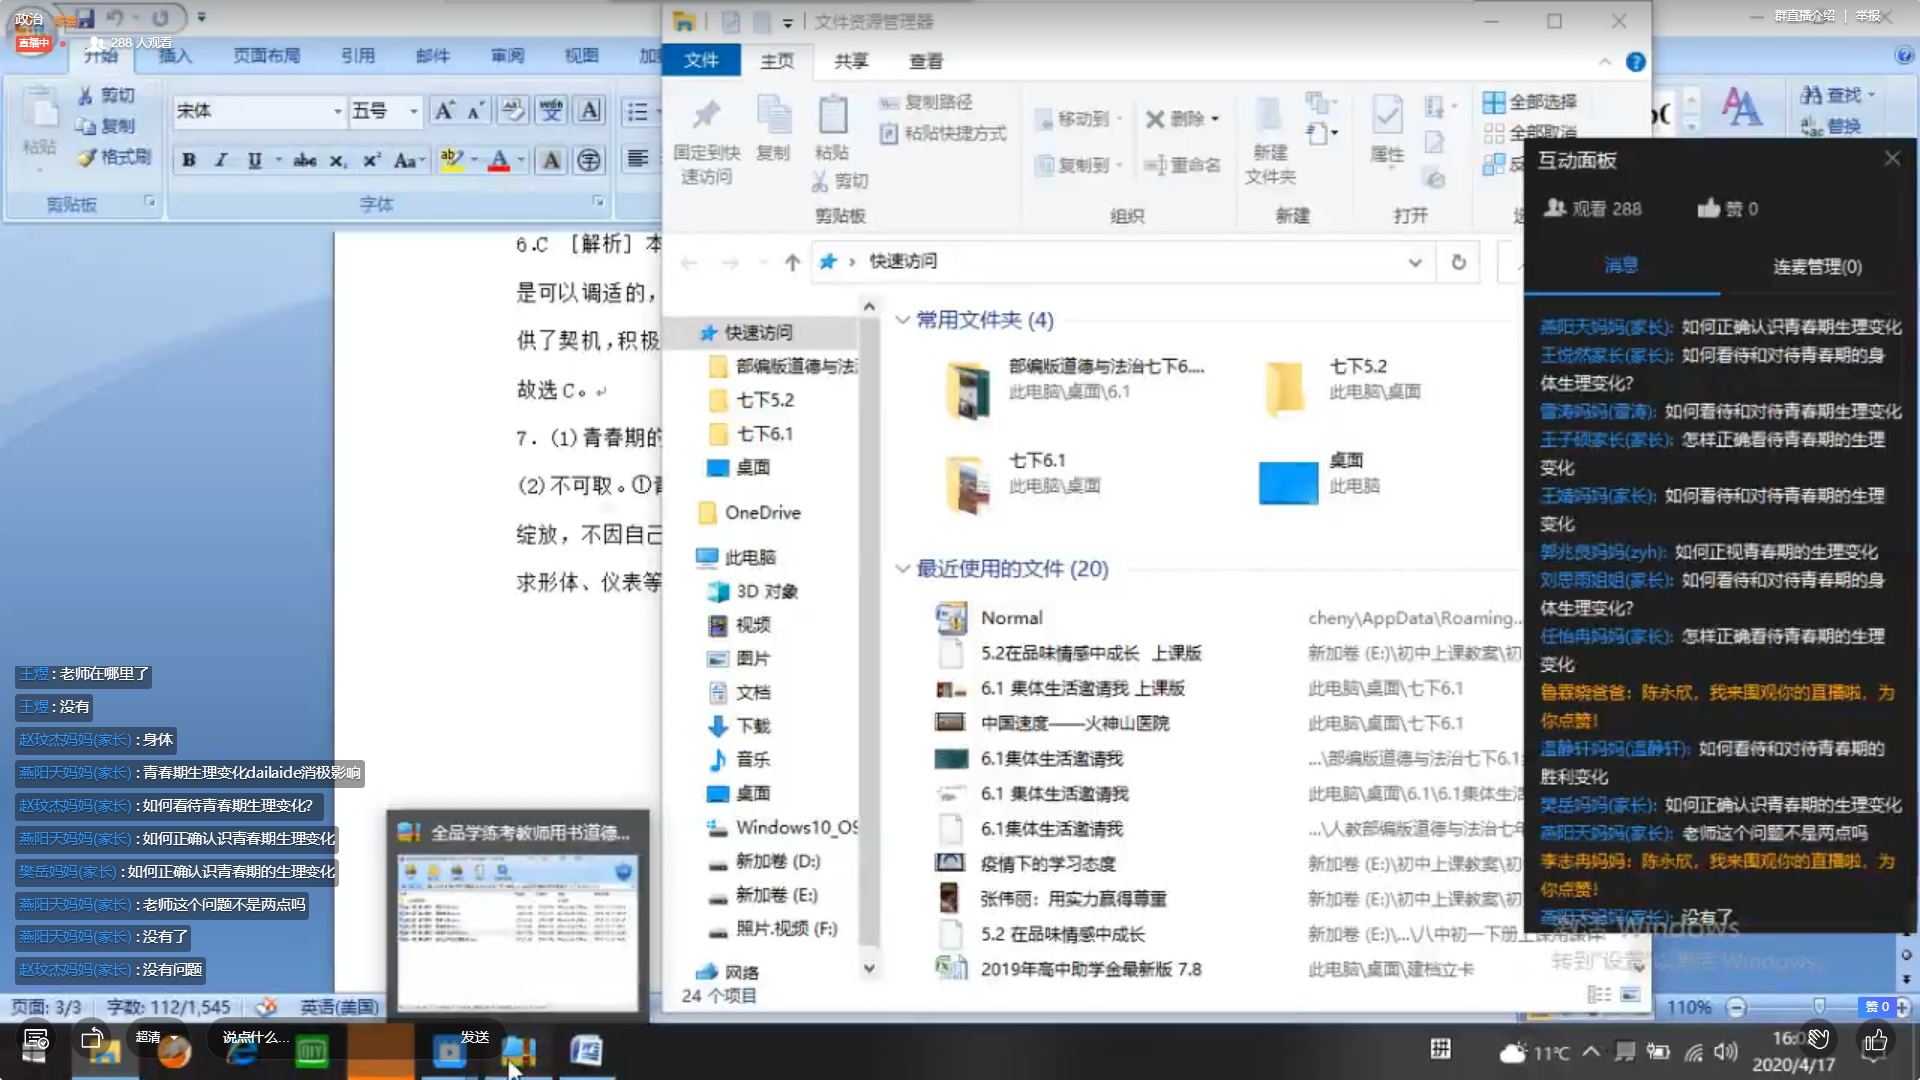 政治
直播中
288 人观看
开始 插入 页面布局 引用 邮件 审阅 视图
剪切
复制
粘贴
格式刷
剪贴板
宋体
五号
字体
查找
替换
6.C [解析]
是可以调适的，
供了契机，积极
故选 C。
7. (1)青春期的
(2)不可取。①
绽放，不因自己
求形体、仪表等
文件资源管理器
文件 主页 共享 查看
固定到快
速访问
复制
粘贴
复制路径
粘贴快捷方式
剪切
剪贴板
移动到
复制到
删除
重命名
组织
新建
文件夹
新建
属性
打开
全部选择
全部取消
快速访问
快速访问
部编版道德与法
七下5.2
七下6.1
桌面
OneDrive
此电脑
3D 对象
视频
图片
文档
下载
音乐
桌面
Windows10_OS
新加卷 (D:)
新加卷 (E:)
照片.视频 (F:)
网络
24 个项目
常用文件夹 (4)
部编版道德与法治七下6....
此电脑\桌面\6.1
七下5.2
此电脑\桌面
七下6.1
此电脑\桌面
桌面
此电脑
最近使用的文件 (20)
Normal cheny\AppData\Roaming...
5.2在品味情感中成长 上课版 新加卷 (E:)\初中上课教案\初
6.1 集体生活邀请我 上课版 此电脑\桌面\七下6.1
中国速度——火神山医院 此电脑\桌面\七下6.1
6.1集体生活邀请我 ...\部编版道德与法治七下6.1
6.1 集体生活邀请我 此电脑\桌面\6.1\6.1集体生活
6.1集体生活邀请我 ...\人教部编版道德与法治七年
疫情下的学习态度 新加卷 (E:)\初中上课教案\初
张伟丽：用实力赢得尊重 新加卷 (E:)\初中上课教案\初
5.2 在品味情感中成长 新加卷 (E:)\...\八中初一下册上课用课件
2019年高中助学金最新版 7.8 此电脑\桌面\建档立卡
群直播介绍 | 举报
互动面板
观看 288 赞 0
消息 连麦管理(0)
燕阳天妈妈(家长): 如何正确认识青春期生理变化
王悦然家长(家长): 如何看待和对待青春期的身
体生理变化?
雷涛妈妈(雷涛): 如何看待和对待青春期生理变化
王子硕家长(家长): 怎样正确看待青春期的生理
变化
王婧妈妈(家长): 如何看待和对待青春期的生理
变化
郭兆良妈妈(zyh): 如何正视青春期的生理变化
刘思雨姐姐(家长): 如何看待和对待青春期的身
体生理变化?
任怡冉妈妈(家长): 怎样正确看待青春期的生理
变化
鲁霖晓爸爸: 陈永欣，我来围观你的直播啦，为
你点赞!
温静轩妈妈(温静轩): 如何看待和对待青春期的
胜利变化
樊岳妈妈(家长): 如何正确认识青春期的生理变化
燕阳天妈妈(家长): 老师这个问题不是两点吗
李志冉妈妈: 陈永欣，我来围观你的直播啦，为
你点赞!
燕阳天妈妈(家长): 没有了
激活 Windows
转到"设置"以激活 Windows。
王煜 : 老师在哪里了
王煜 : 没有
赵玟杰妈妈(家长) : 身体
燕阳天妈妈(家长) : 青春期生理变化dailaide消极影响
赵玟杰妈妈(家长) : 如何看待青春期生理变化?
燕阳天妈妈(家长) : 如何正确认识青春期生理变化
樊岳妈妈(家长) : 如何正确认识青春期的生理变化
燕阳天妈妈(家长) : 老师这个问题不是两点吗
燕阳天妈妈(家长) : 没有了
赵玟杰妈妈(家长) : 没有问题
全品学练考教师用书道德...
页面: 3/3 字数: 112/1,545 英语(美国)
110%
赞 0
超清
说点什么...
发送
DIY
拼
11°C
2020/4/17